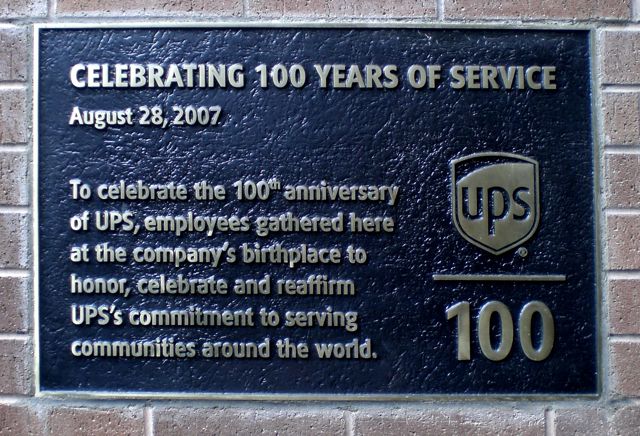 CELEBRATING 100 YEARS OF SERVICE
August 28, 2007
To celebrate the 100th anniversary
of UPS, employees gathered here
at the company's birthplace to
honor, celebrate and reaffirm
UPS's commitment to serving
communities around the world.
ups
®
100